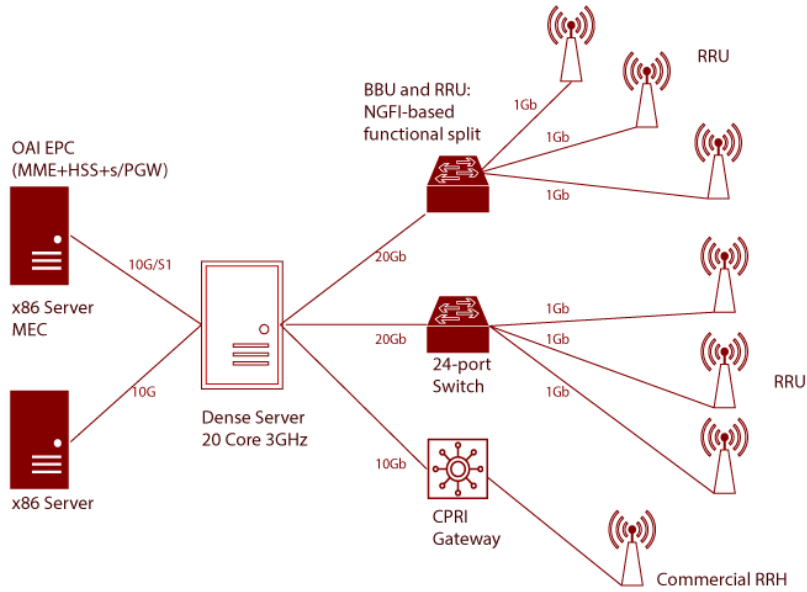 OAI EPC
(MME+HSS+s/PGW)
x86 Server
MEC
10G/S1
10G
x86 Server
Dense Server
20 Core 3GHz
BBU and RRU:
NGFI-based
functional split
20Gb
1Gb
1Gb
1Gb
RRU
20Gb
24-port
Switch
1Gb
1Gb
1Gb
RRU
10Gb
CPRI
Gateway
Commercial RRH